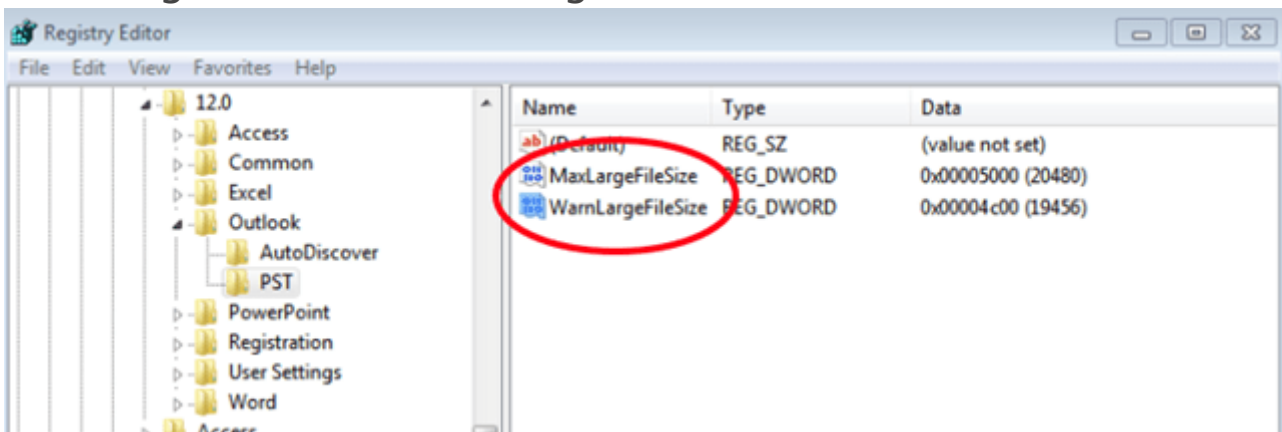 Registry Editor
File Edit View Favorites Help
12.0
Access
Common
Excel
Outlook
AutoDiscover
PST
PowerPoint
Registration
User Settings
Word
Access
Name Type Data
(Default) REG_SZ (value not set)
MaxLargeFileSize REG_DWORD 0x00005000 (20480)
WarnLargeFileSize REG_DWORD 0x00004c00 (19456)